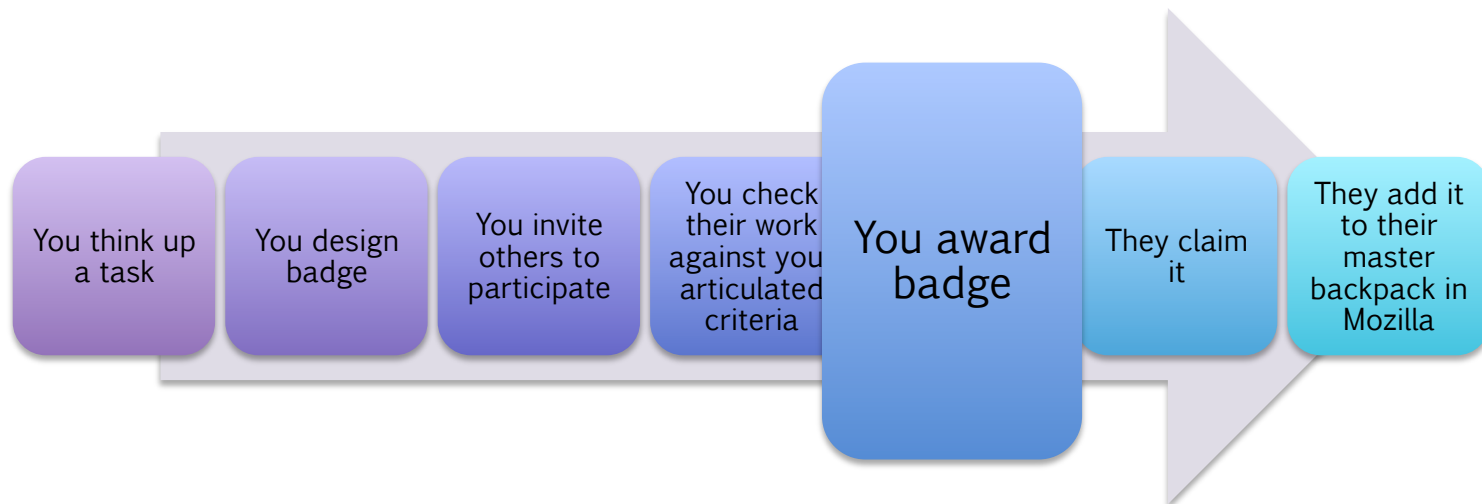 You think up
a task
You design
badge
You invite
others to
participate
You check
their work
against you
articulated
criteria
You award
badge
They claim
it
They add it
to their
master
backpack in
Mozilla